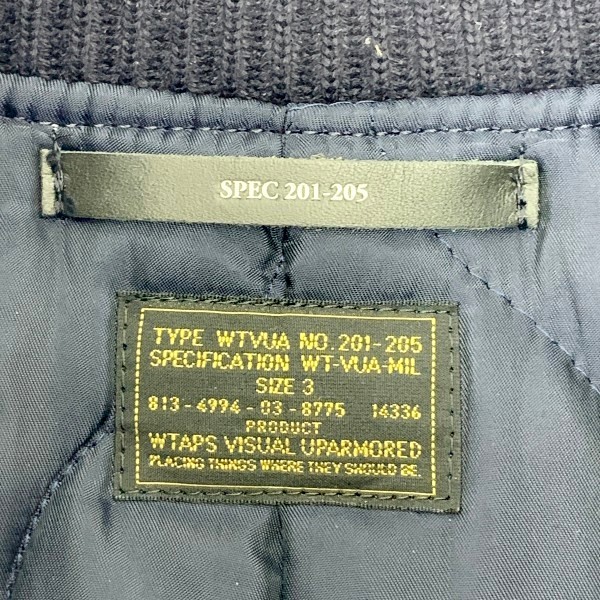 SPEC 201-205
TYPE WTVUA NO.201-205
SPECIFICATION WT-VUA-MIL
SIZE 3
813-4994-03-8775 14336
PRODUCT
WTAPS VISUAL UPARMORED
PLACING THINGS WHERE THEY SHOULD BE.